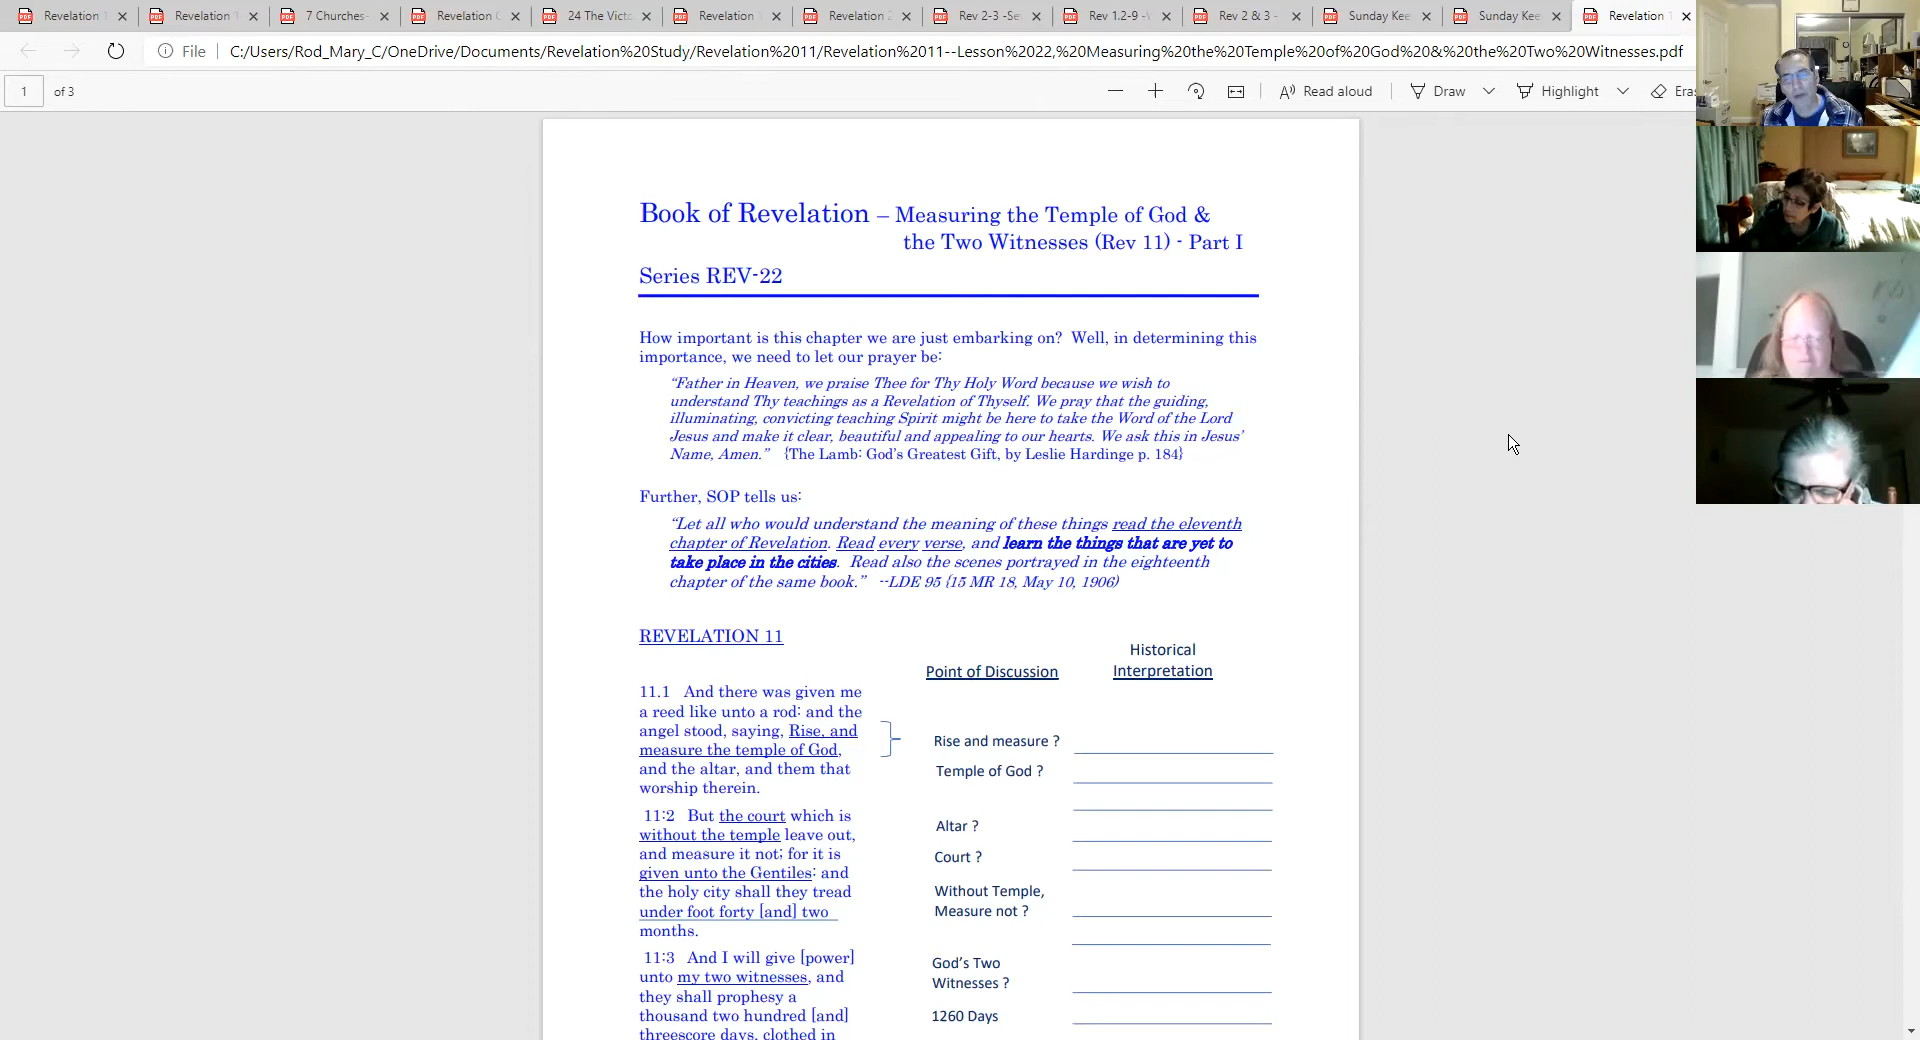 Revelation 1
Revelation 1
7 Churches-
Revelation
24 The Victo
Revelation
Revelation
Rev 2-3 -Se
Rev 1.2-9 -
Rev 2 & 3 -
Sunday Kee
Sunday Kee
Revelation 1
File
C:/Users/Rod_Mary_C/OneDrive/Documents/Revelation%20Study/Revelation%2011/Revelation%2011--Lesson%2022,%20Measuring%20the%20Temple%20of%20God%20&%20the%20Two%20Witnesses.pdf
1 of 3
Read aloud
Draw
Highlight
Eras
Book of Revelation – Measuring the Temple of God &
the Two Witnesses (Rev 11) - Part I
Series REV-22
How important is this chapter we are just embarking on? Well, in determining this
importance, we need to let our prayer be:
“Father in Heaven, we praise Thee for Thy Holy Word because we wish to
understand Thy teachings as a Revelation of Thyself. We pray that the guiding,
illuminating, convicting teaching Spirit might be here to take the Word of the Lord
Jesus and make it clear, beautiful and appealing to our hearts. We ask this in Jesus’
Name, Amen.” {The Lamb: God’s Greatest Gift, by Leslie Hardinge p. 184}
Further, SOP tells us:
“Let all who would understand the meaning of these things read the eleventh
chapter of Revelation. Read every verse, and learn the things that are yet to
take place in the cities. Read also the scenes portrayed in the eighteenth
chapter of the same book.” --LDE 95 {15 MR 18, May 10, 1906)
REVELATION 11
Point of Discussion
Historical
Interpretation
11.1 And there was given me
a reed like unto a rod: and the
angel stood, saying, Rise, and
measure the temple of God,
and the altar, and them that
worship therein.
11:2 But the court which is
without the temple leave out,
and measure it not; for it is
given unto the Gentiles: and
the holy city shall they tread
under foot forty [and] two
months.
11:3 And I will give [power]
unto my two witnesses, and
they shall prophesy a
thousand two hundred [and]
threescore days, clothed in
Rise and measure ?
Temple of God ?
Altar ?
Court ?
Without Temple,
Measure not ?
God’s Two
Witnesses ?
1260 Days